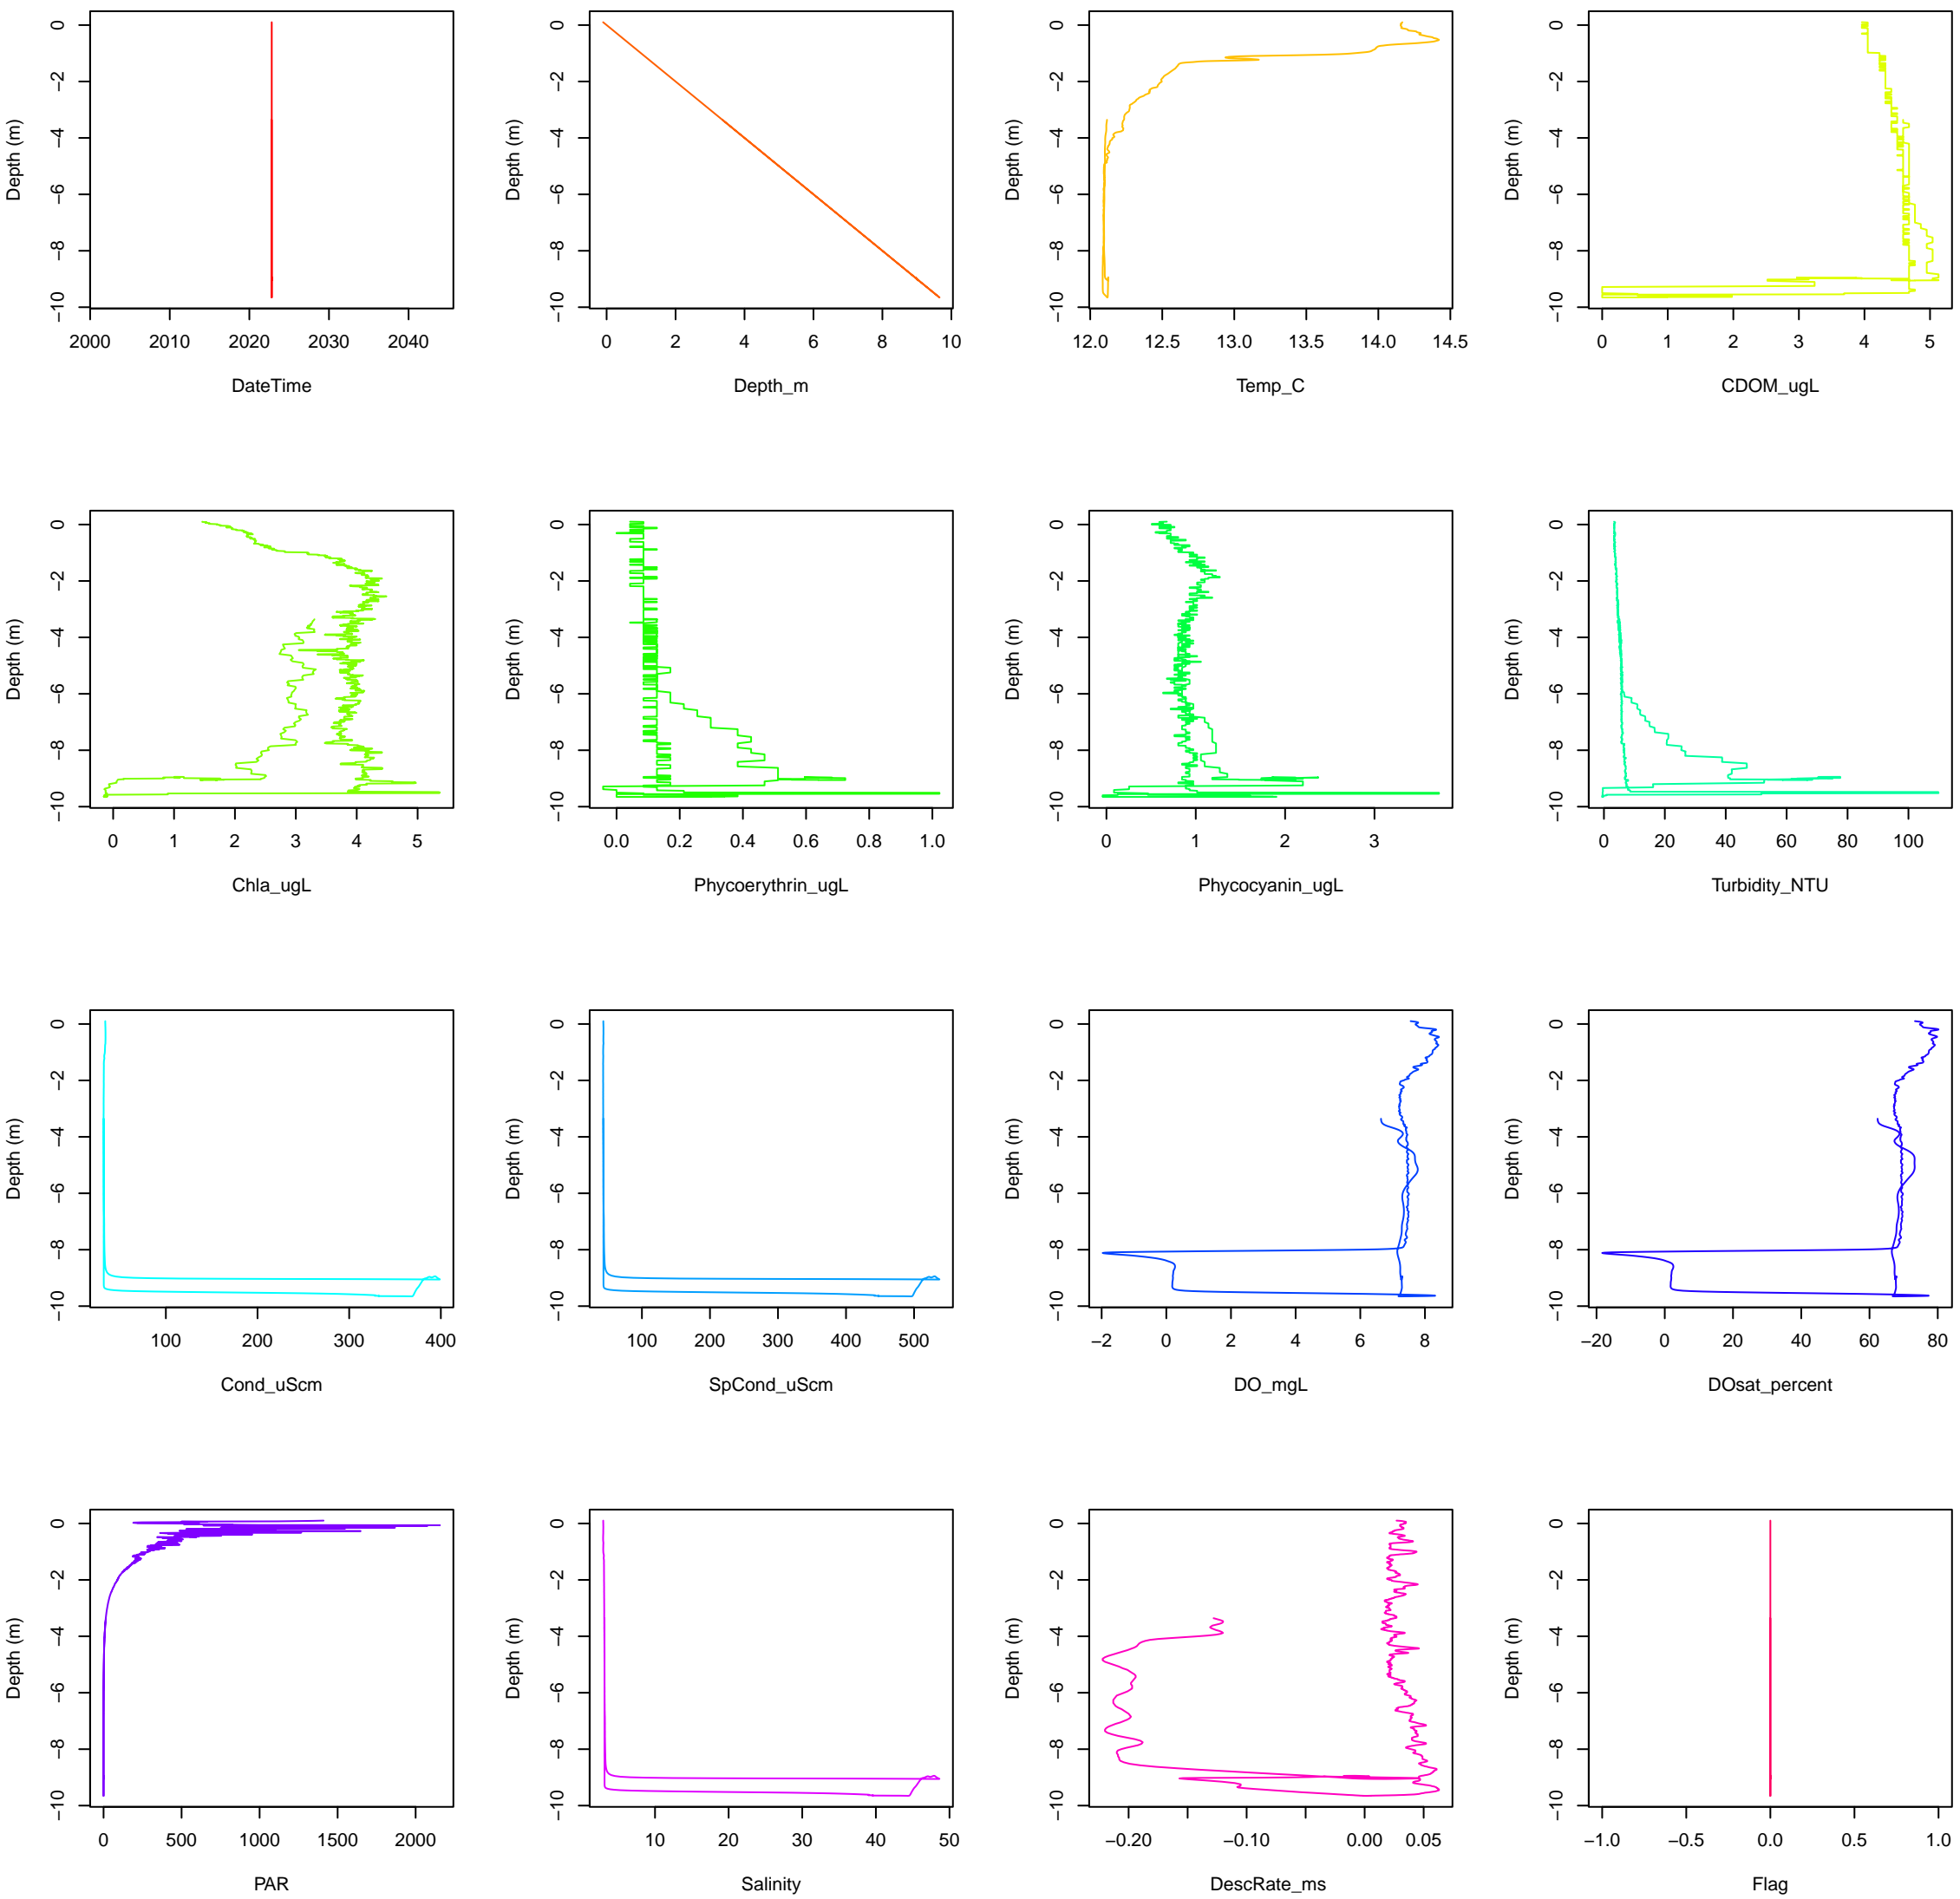 Depth (m)
0
−2
−4
−6
−8
−10
2000 2010 2020 2030 2040
DateTime
Depth (m)
0
−2
−4
−6
−8
−10
0 2 4 6 8 10
Depth_m
Depth (m)
0
−2
−4
−6
−8
−10
12.0 12.5 13.0 13.5 14.0 14.5
Temp_C
Depth (m)
0
−2
−4
−6
−8
−10
0 1 2 3 4 5
CDOM_ugL
Depth (m)
0
−2
−4
−6
−8
−10
0 1 2 3 4 5
Chla_ugL
Depth (m)
0
−2
−4
−6
−8
−10
0.0 0.2 0.4 0.6 0.8 1.0
Phycoerythrin_ugL
Depth (m)
0
−2
−4
−6
−8
−10
0 1 2 3
Phycocyanin_ugL
Depth (m)
0
−2
−4
−6
−8
−10
0 20 40 60 80 100
Turbidity_NTU
Depth (m)
0
−2
−4
−6
−8
−10
100 200 300 400
Cond_uScm
Depth (m)
0
−2
−4
−6
−8
−10
100 200 300 400 500
SpCond_uScm
Depth (m)
0
−2
−4
−6
−8
−10
−2 0 2 4 6 8
DO_mgL
Depth (m)
0
−2
−4
−6
−8
−10
−20 0 20 40 60 80
DOsat_percent
Depth (m)
0
−2
−4
−6
−8
−10
0 500 1000 1500 2000
PAR
Depth (m)
0
−2
−4
−6
−8
−10
10 20 30 40 50
Salinity
Depth (m)
0
−2
−4
−6
−8
−10
−0.20 −0.10 0.00 0.05
DescRate_ms
Depth (m)
0
−2
−4
−6
−8
−10
−1.0 −0.5 0.0 0.5 1.0
Flag